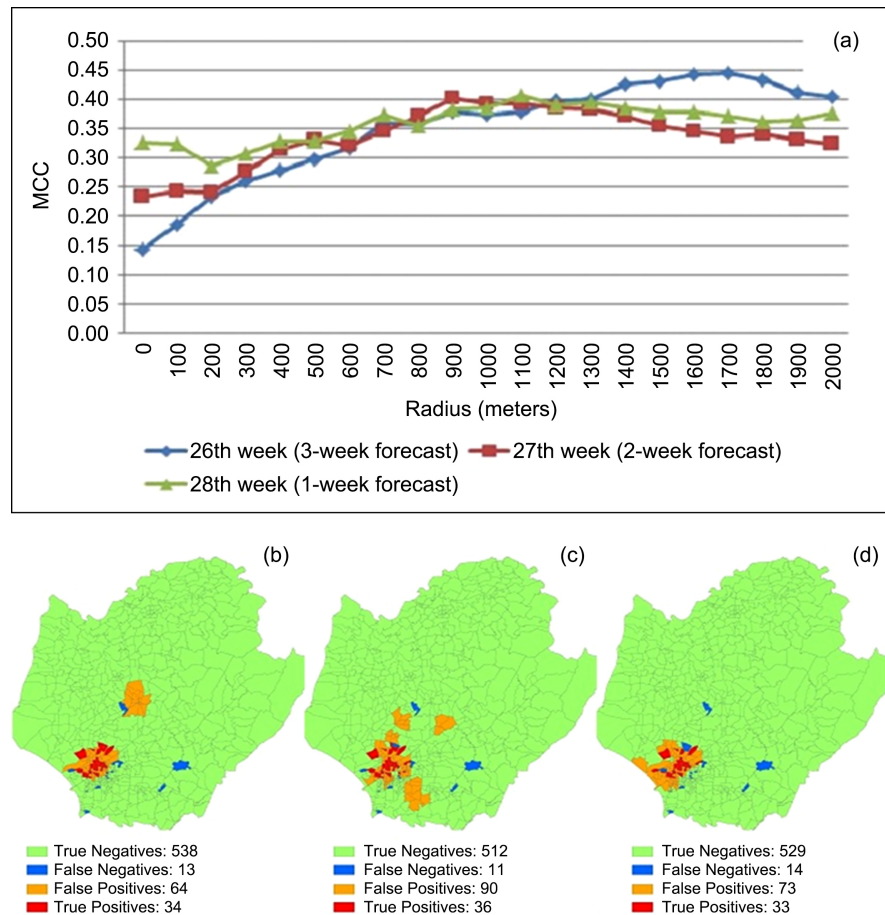 (a)
0.50
0.45
0.40
0.35
0.30
0.25
0.20
0.15
0.10
0.05
0.00
MCC
0 100 200 300 400 500 600 700 800 900 1000 1100 1200 1300 1400 1500 1600 1700 1800 1900 2000
Radius (meters)
26th week (3-week forecast) 27th week (2-week forecast)
28th week (1-week forecast)
(b)
True Negatives: 538
False Negatives: 13
False Positives: 64
True Positives: 34
(c)
True Negatives: 512
False Negatives: 11
False Positives: 90
True Positives: 36
(d)
True Negatives: 529
False Negatives: 14
False Positives: 73
True Positives: 33